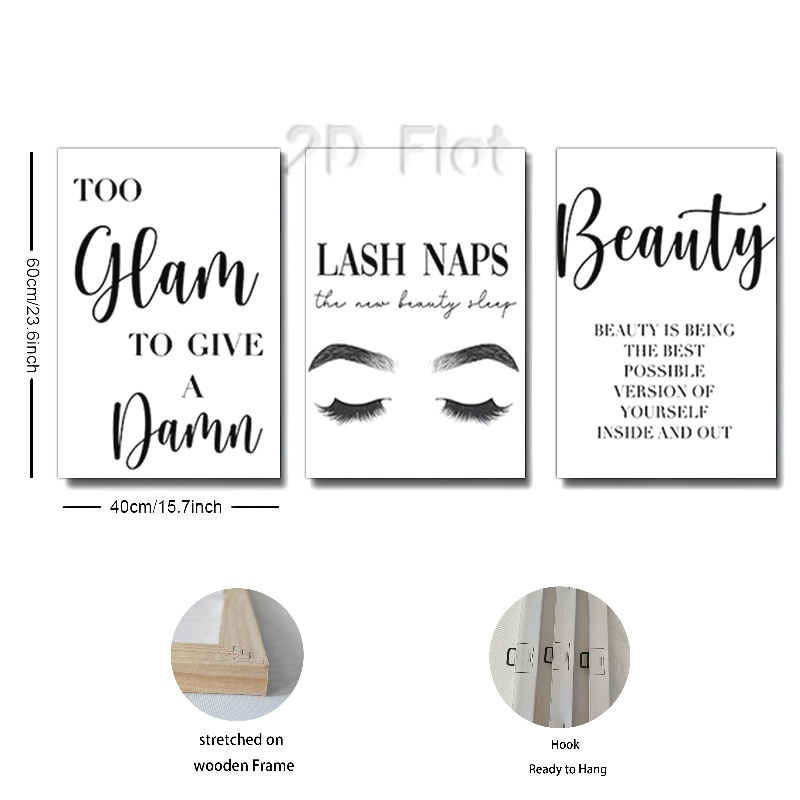 2D Flat
TOO
Glam
TO GIVE
A
Damn
LASH NAPS
the new beauty sleep
Beauty
BEAUTY IS BEING
THE BEST
POSSIBLE
VERSION OF
YOURSELF
INSIDE AND OUT
60cm/23.6inch
40cm/15.7inch
stretched on
wooden Frame
Hook
Ready to Hang